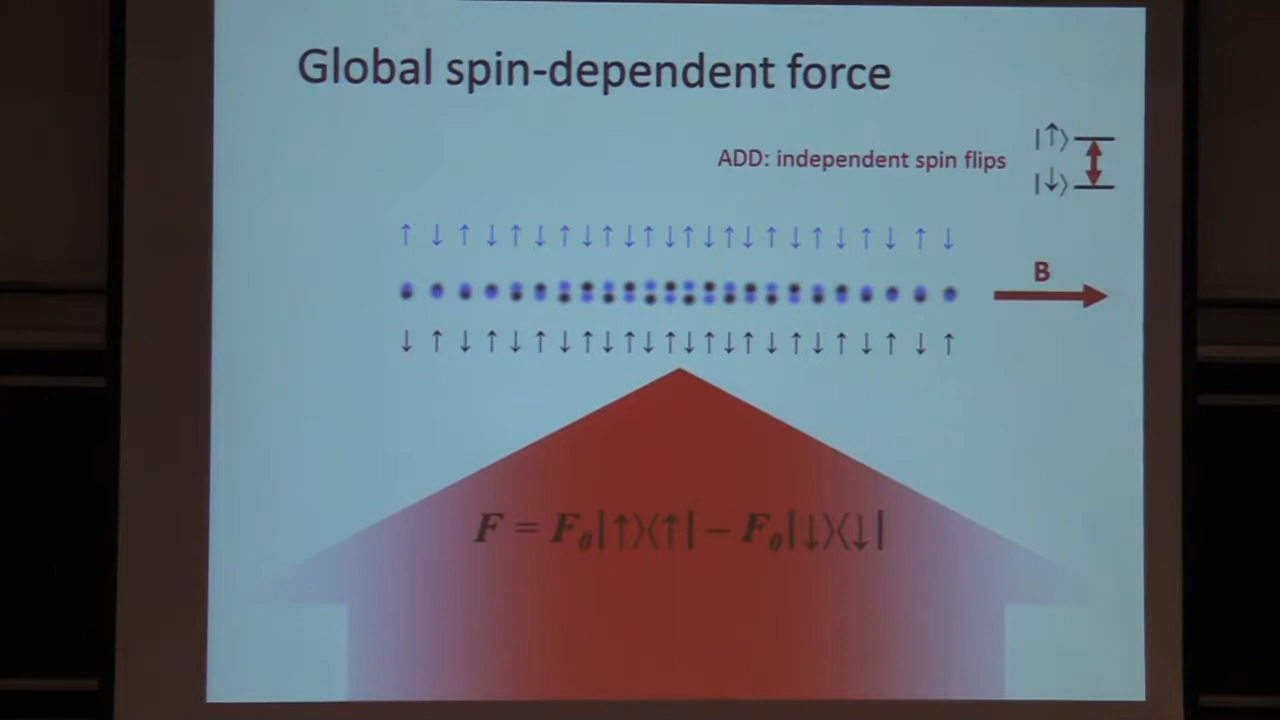 Global spin-dependent force
|↑⟩
ADD: independent spin flips
|↓⟩
↑ ↓ ↑ ↓ ↑ ↓ ↑ ↓ ↑ ↓ ↑ ↓ ↑ ↓ ↑ ↓ ↑ ↓ ↑ ↓ ↑ ↓ ↑ ↓
B
↓ ↑ ↓ ↑ ↓ ↑ ↓ ↑ ↓ ↑ ↓ ↑ ↓ ↑ ↓ ↑ ↓ ↑ ↓ ↑ ↓ ↑ ↓ ↑
F = F₀|↑⟩⟨↑| − F₀|↓⟩⟨↓|